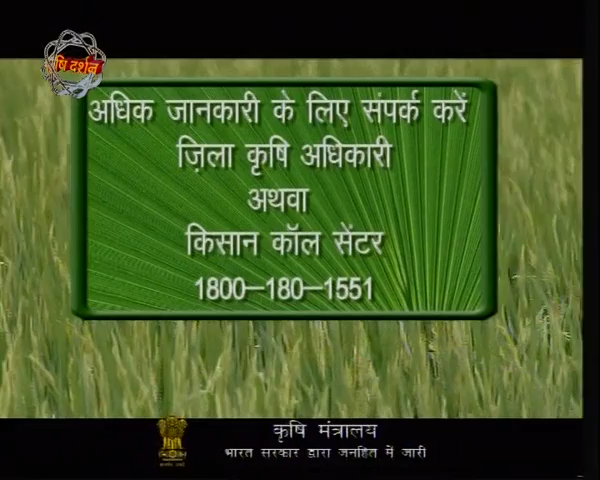 षि दर्शन
अधिक जानकारी के लिए संपर्क करें
ज़िला कृषि अधिकारी
अथवा
किसान कॉल सेंटर
1800-180-1551
कृषि मंत्रालय
भारत सरकार द्वारा जनहित में जारी